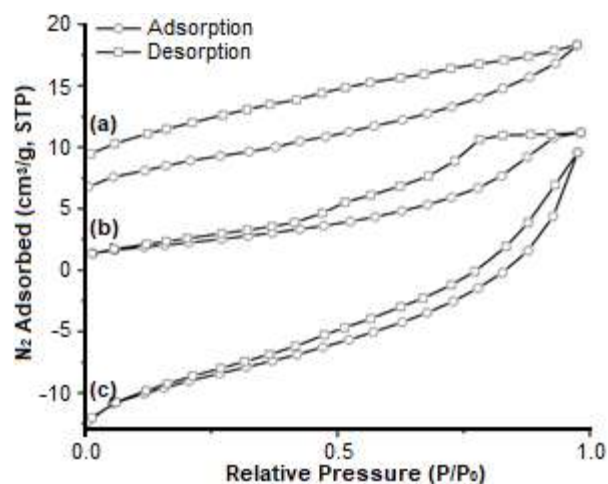 20
15
10
5
0
-5
-10
N₂ Adsorbed (cm³/g, STP)
Adsorption
Desorption
(a)
(b)
(c)
0.0
0.5
1.0
Relative Pressure (P/P₀)